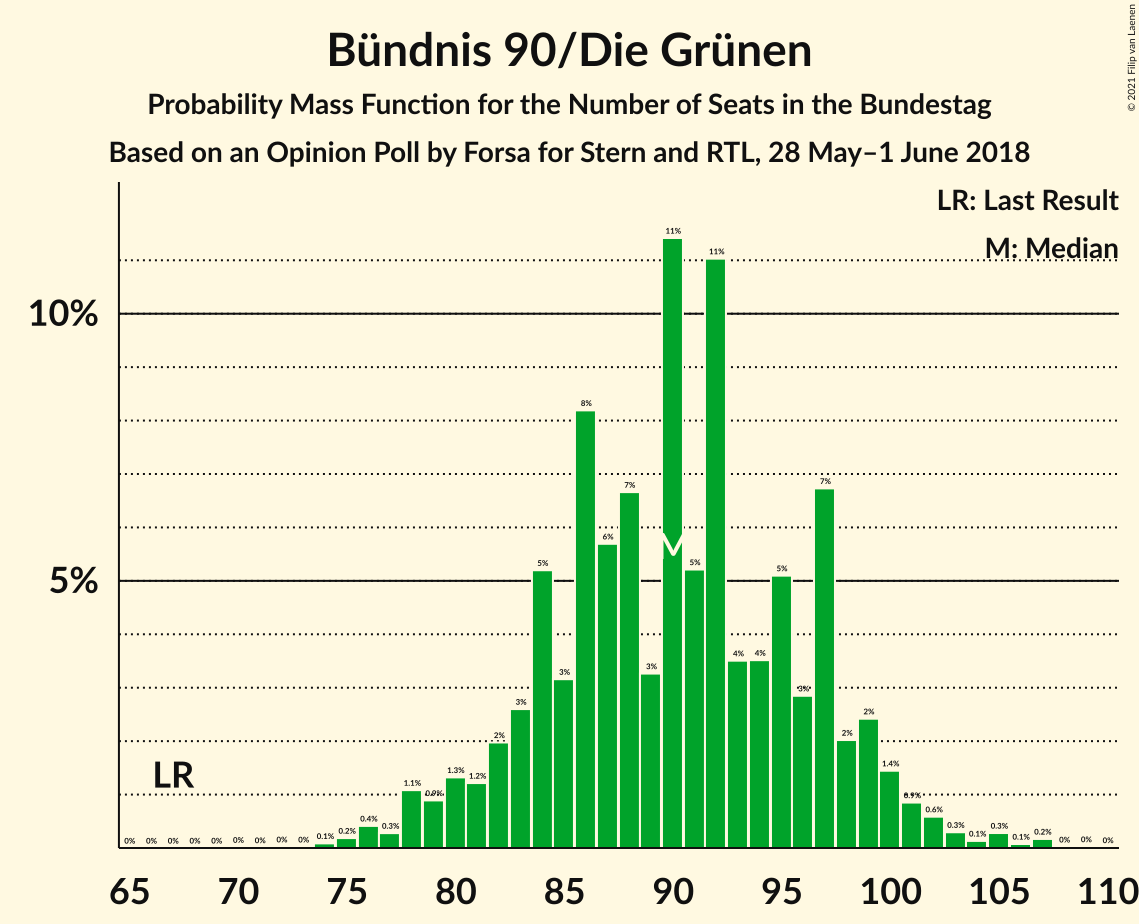 Bündnis 90/Die Grünen
Probability Mass Function for the Number of Seats in the Bundestag
Based on an Opinion Poll by Forsa for Stern and RTL, 28 May–1 June 2018
© 2021 Filip van Laenen
LR: Last Result
M: Median
10%
5%
LR
M
0% 0% 0% 0% 0% 0% 0% 0% 0% 0.1% 0.2% 0.4% 0.3% 1.1% 0.9% 1.3% 1.2% 2% 3% 5% 3% 8% 6% 7% 3% 11% 5% 11% 4% 4% 5% 3% 7% 2% 2% 1.4% 0.9% 0.6% 0.3% 0.1% 0.3% 0.1% 0.2% 0% 0% 0%
65 70 75 80 85 90 95 100 105 110